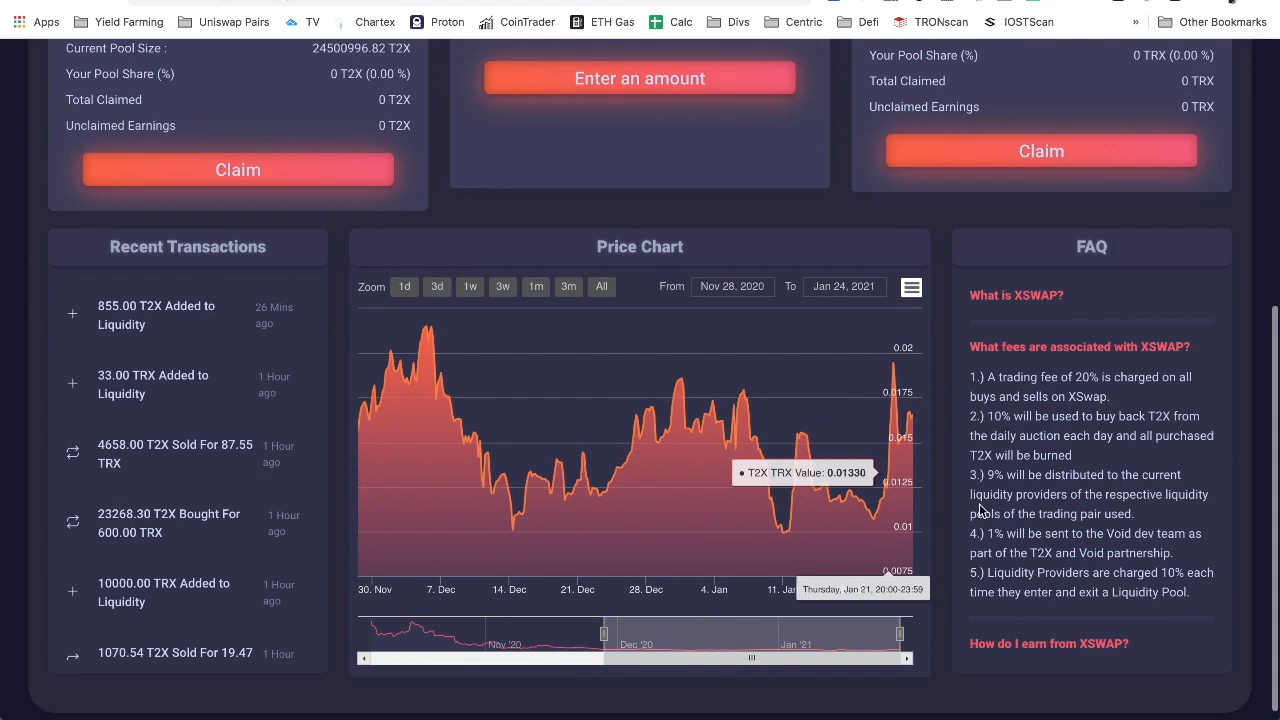 Apps Yield Farming Uniswap Pairs TV Chartex Proton CoinTrader ETH Gas Calc Divs Centric Defi TRONscan IOSTScan » Other Bookmarks
Current Pool Size : 24500996.82 T2X
Your Pool Share (%) 0 T2X (0.00 %)
Total Claimed 0 T2X
Unclaimed Earnings 0 T2X
Claim
Enter an amount
Your Pool Share (%) 0 TRX (0.00 %)
Total Claimed 0 TRX
Unclaimed Earnings 0 TRX
Claim
Recent Transactions
855.00 T2X Added to 26 Mins
Liquidity ago
33.00 TRX Added to 1 Hour
Liquidity ago
4658.00 T2X Sold For 87.55 1 Hour
TRX ago
23268.30 T2X Bought For 1 Hour
600.00 TRX ago
10000.00 TRX Added to 1 Hour
Liquidity ago
1070.54 T2X Sold For 19.47 1 Hour
Price Chart
Zoom 1d 3d 1w 3w 1m 3m All From Nov 28, 2020 To Jan 24, 2021
0.02
0.0175
0.015
● T2X TRX Value: 0.01330
0.0125
0.01
0.0075
30. Nov 7. Dec 14. Dec 21. Dec 28. Dec 4. Jan 11. Jan Thursday, Jan 21, 20:00-23:59
Nov '20 Dec '20 Jan '21
FAQ
What is XSWAP?
What fees are associated with XSWAP?
1.) A trading fee of 20% is charged on all
buys and sells on XSwap.
2.) 10% will be used to buy back T2X from
the daily auction each day and all purchased
T2X will be burned
3.) 9% will be distributed to the current
liquidity providers of the respective liquidity
pools of the trading pair used.
4.) 1% will be sent to the Void dev team as
part of the T2X and Void partnership.
5.) Liquidity Providers are charged 10% each
time they enter and exit a Liquidity Pool.
How do I earn from XSWAP?